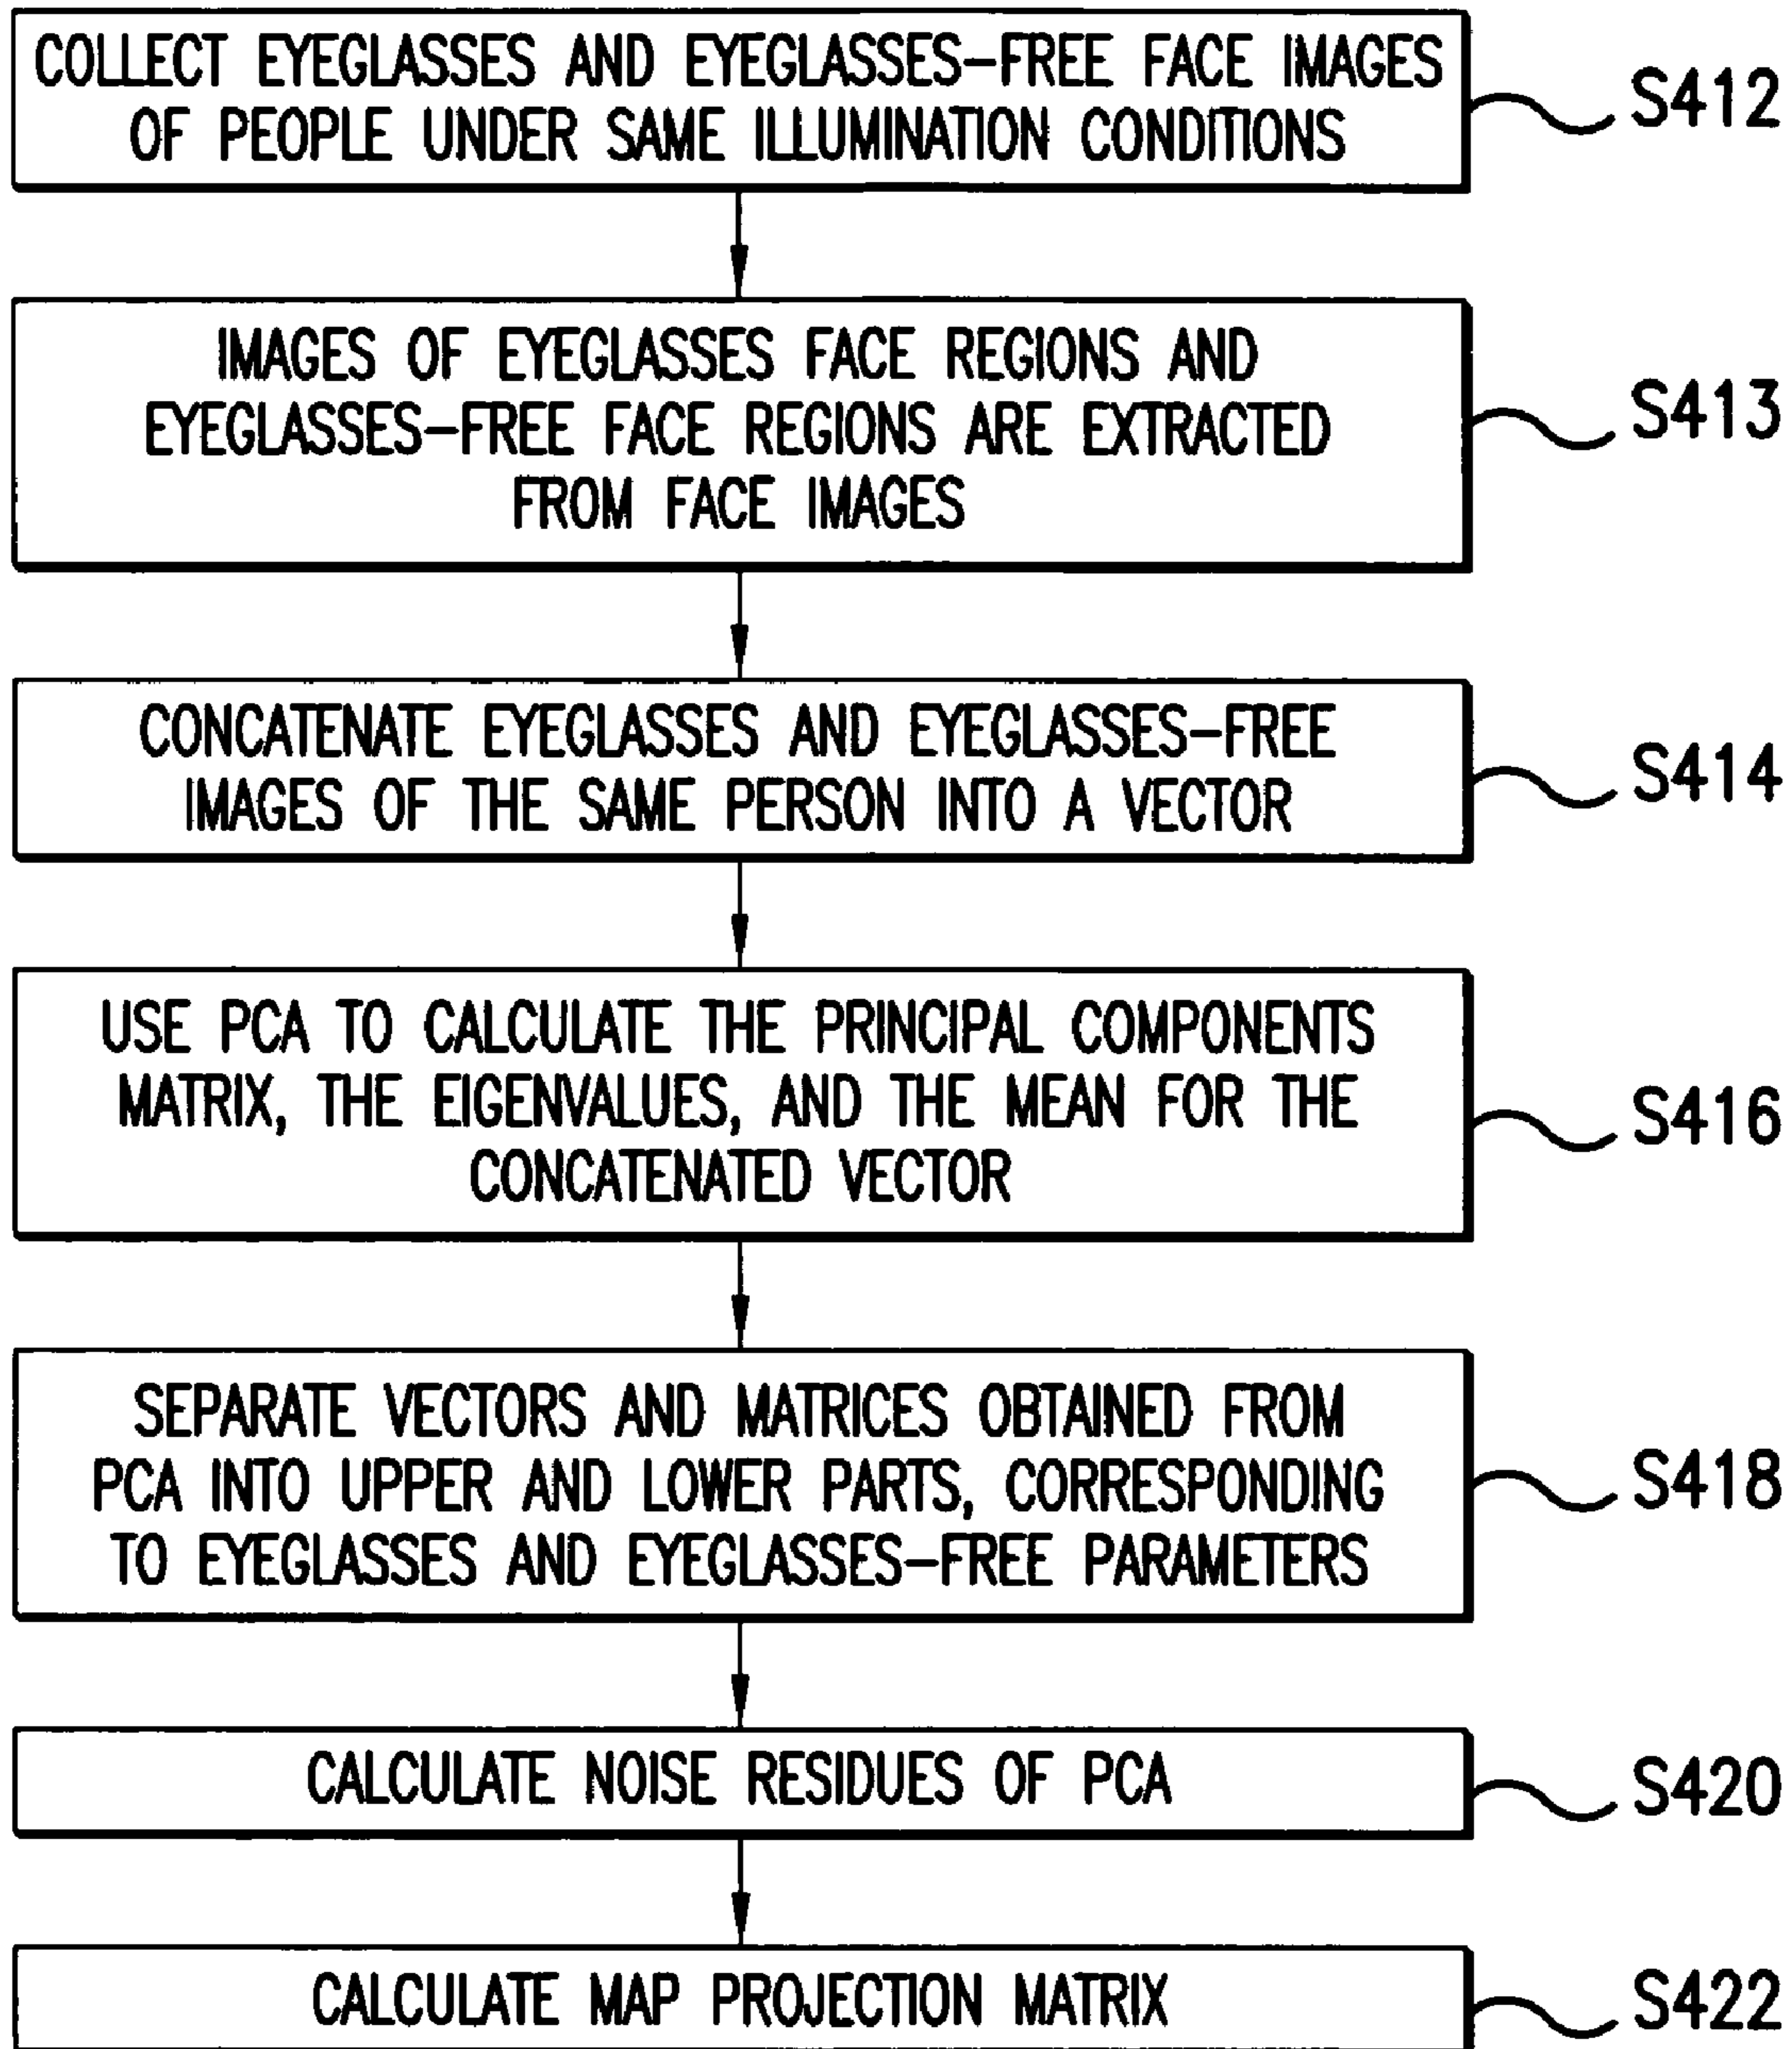 COLLECT EYEGLASSES AND EYEGLASSES-FREE FACE IMAGES
OF PEOPLE UNDER SAME ILLUMINATION CONDITIONS
S412
IMAGES OF EYEGLASSES FACE REGIONS AND
EYEGLASSES-FREE FACE REGIONS ARE EXTRACTED
FROM FACE IMAGES
S413
CONCATENATE EYEGLASSES AND EYEGLASSES-FREE
IMAGES OF THE SAME PERSON INTO A VECTOR
S414
USE PCA TO CALCULATE THE PRINCIPAL COMPONENTS
MATRIX, THE EIGENVALUES, AND THE MEAN FOR THE
CONCATENATED VECTOR
S416
SEPARATE VECTORS AND MATRICES OBTAINED FROM
PCA INTO UPPER AND LOWER PARTS, CORRESPONDING
TO EYEGLASSES AND EYEGLASSES-FREE PARAMETERS
S418
CALCULATE NOISE RESIDUES OF PCA
S420
CALCULATE MAP PROJECTION MATRIX
S422